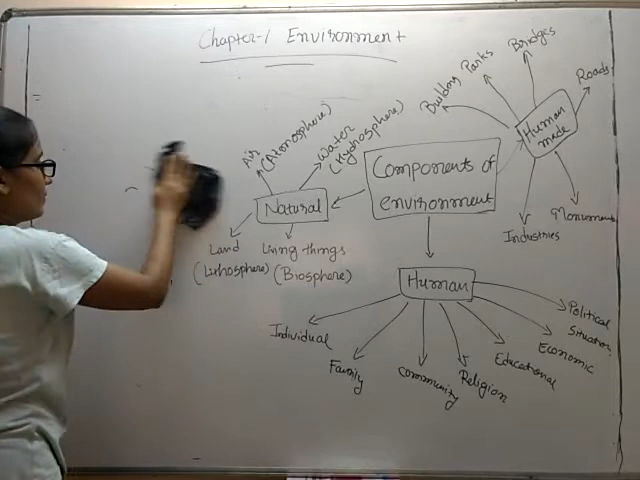 Chapter-1 Environment
Building
Parks
Bridges
Roads
Human
made
Monument
Industries
Components of
environment
Air
(Atmosphere)
Water
(Hydrosphere)
Natural
Land
(Lithosphere)
Living things
(Biosphere)
Human
Individual
Family
Community
Religion
Educational
Economic
Political
Situation